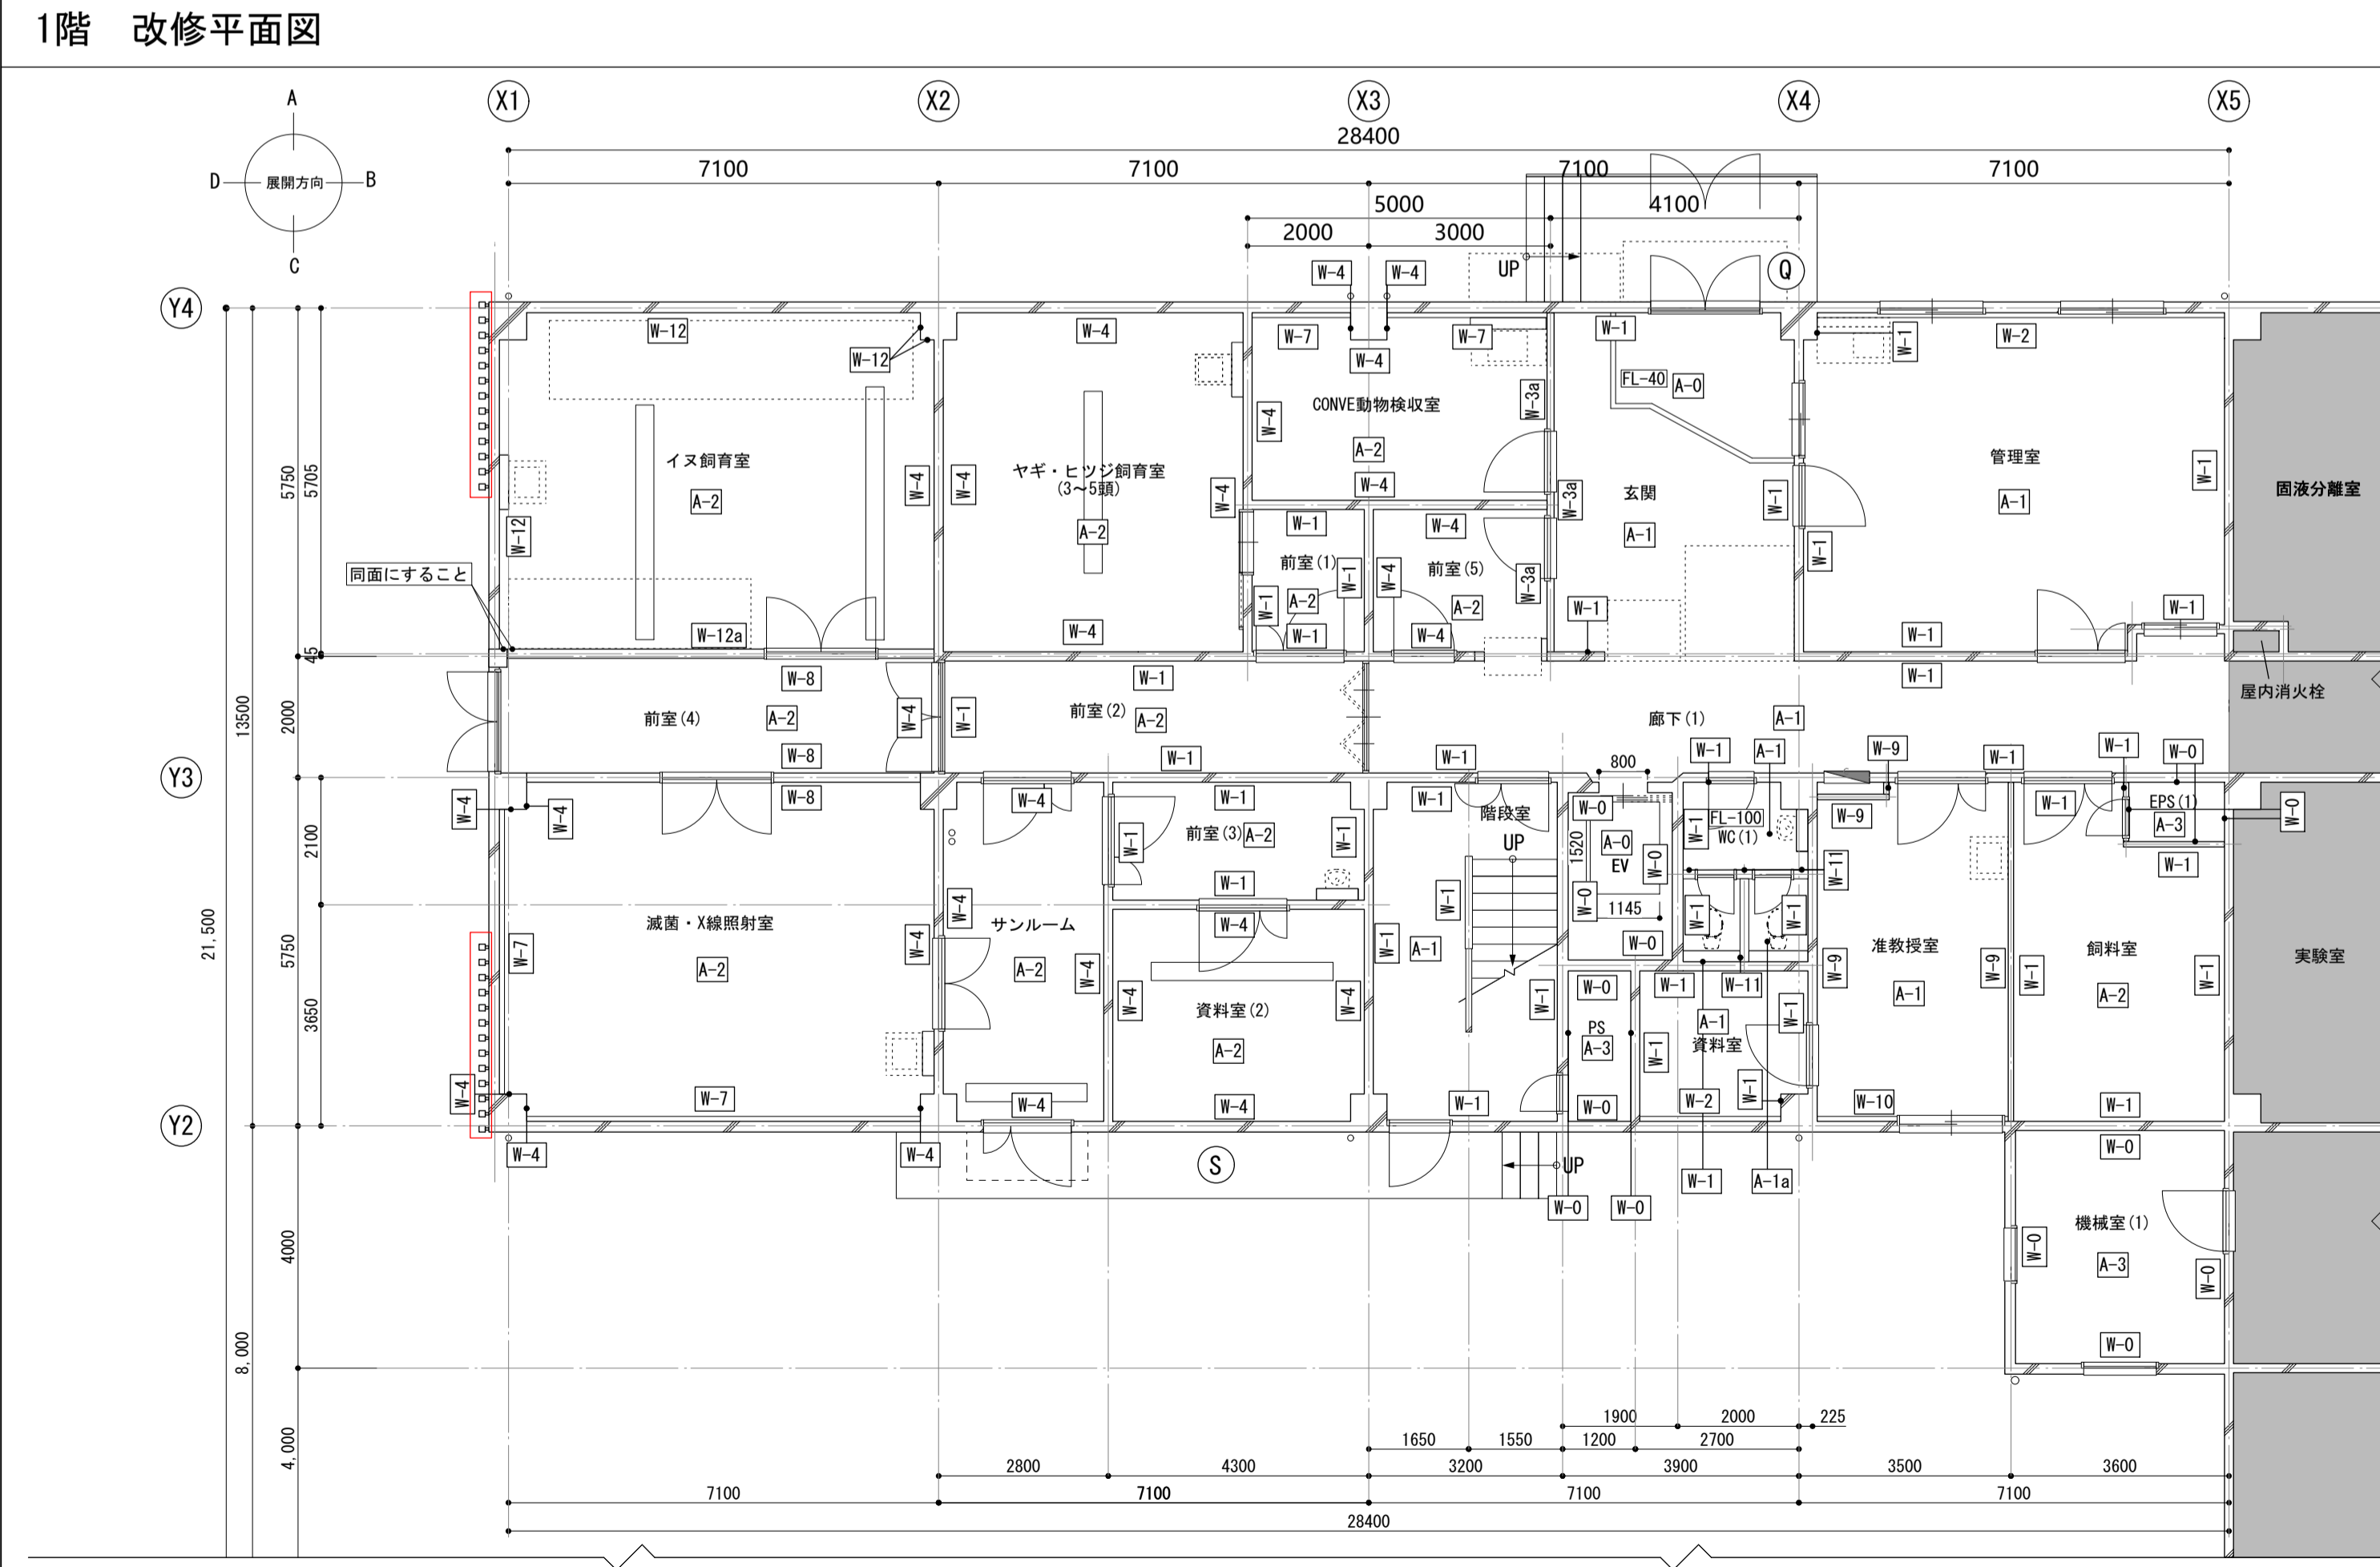 1階 改修平面図
X1 X2 X3 X4 X5
A
D 展開方向 B
C
28400
7100 7100 7100 7100
5000 4100
2000 3000
W-4 W-4 UP Q
Y4
W-12 W-4 W-7 W-7 W-1 W-1 W-2
W-12 W-4
FL-40 A-0
W-4 CONVE動物検収室 W-3a
A-2
W-4
5750 5705
イヌ飼育室 W-4 W-4 ヤギ・ヒツジ飼育室 W-4 W-3a 玄関 W-1 管理室 W-1 固液分離室
(3~5頭)
A-2 A-2 A-1 A-1
W-12 W-1 W-4 W-1
前室(1) W-1 W-4 前室(5) W-3a
同面にすること
W-1 A-2 A-2 W-1 W-1
W-12a W-4 W-1 W-4 W-1
45
W-8 W-1 W-1
屋内消火栓
13500 2000
前室(4) A-2 W-4 W-1 前室(2) A-2 廊下(1) A-1
W-8 W-1 W-1 W-1 A-1 W-9 W-1 W-1 W-0
Y3
800
W-4 W-4 W-8 W-4 W-1 W-1 階段室 W-0 FL-100 W-9 W-1 EPS(1) W-0
2100
W-1 前室(3) A-2 W-1 UP 1520 A-0 W-0 W-1 WC(1) A-3
EV
W-1 W-1 W-0 W-11 W-1
21,500
5750
滅菌・X線照射室 W-4 サンルーム W-4 1145 W-1 W-1
W-7 A-2 W-4 A-2 W-4 W-1 A-1 W-0 W-9 准教授室 W-9 W-1 飼料室 W-1 実験室
A-1 A-2
3650
W-4 資料室(2) W-4 W-1 W-0 W-1 W-11
A-2 PS A-1 W-1
A-3 W-1 資料室
W-4 W-7 W-4 W-4 W-1 W-0 W-2 W-1 W-10 W-1
Y2
W-4 W-4 S UP W-1 A-1a W-0
W-0 W-0
4000
機械室(1)
W-0 A-3 W-0
8,000
W-0
4,000
1900 2000 225
1650 1550 1200 2700
2800 4300 3200 3900 3500 3600
7100 7100 7100 7100
28400